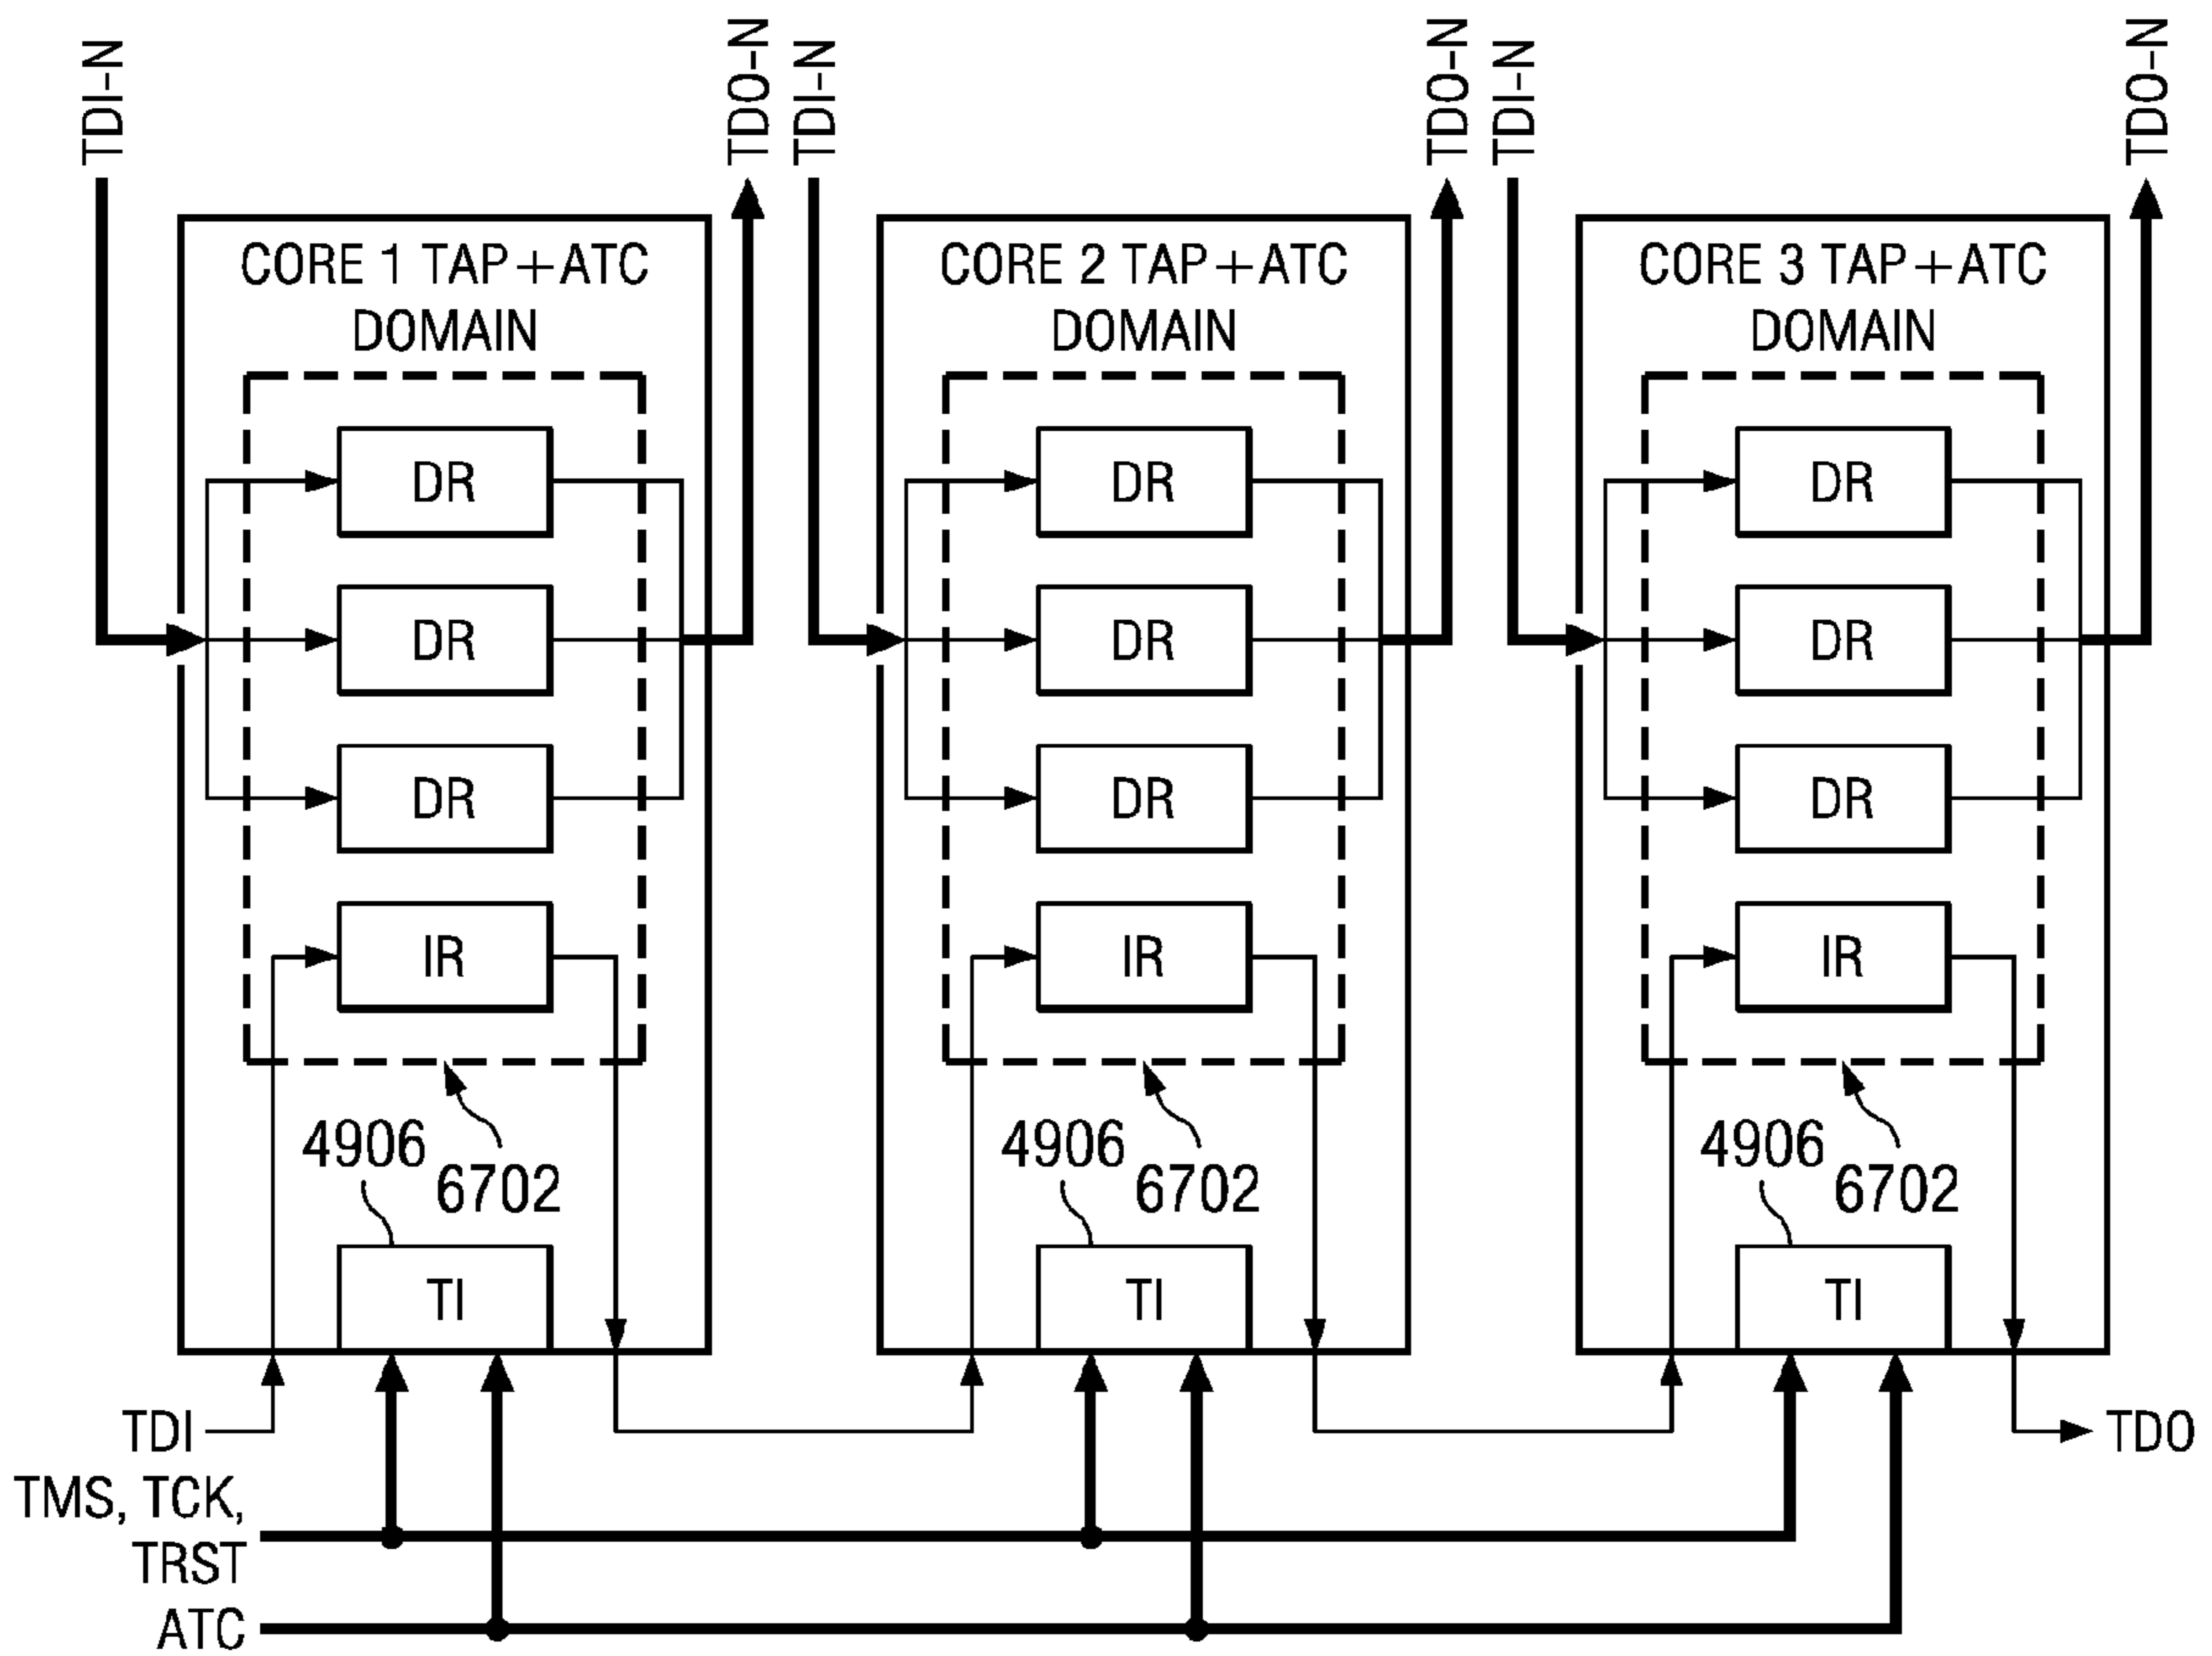 TDI-N
TDO-N
TDI-N
TDO-N
TDI-N
TDO-N
CORE 1 TAP+ATC
DOMAIN
DR
DR
DR
IR
4906
6702
TI
CORE 2 TAP+ATC
DOMAIN
DR
DR
DR
IR
4906
6702
TI
CORE 3 TAP+ATC
DOMAIN
DR
DR
DR
IR
4906
6702
TI
TDI
TDO
TMS, TCK,
TRST
ATC